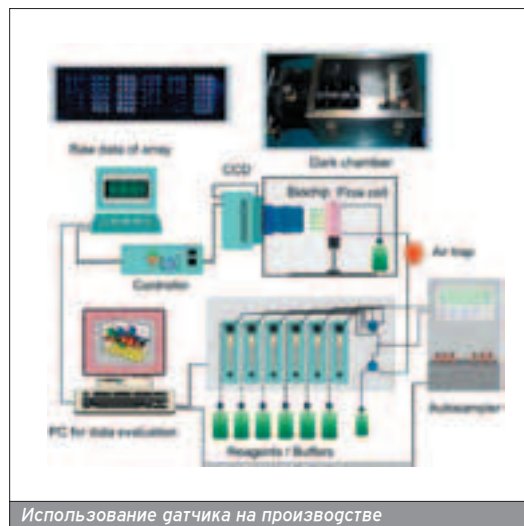 Raw data of array
Dark chamber
CCD
Biochip Flow cell
Air trap
Controller
PC for data evaluation
Reagents / Buffers
Autosampler
Использование датчика на производстве